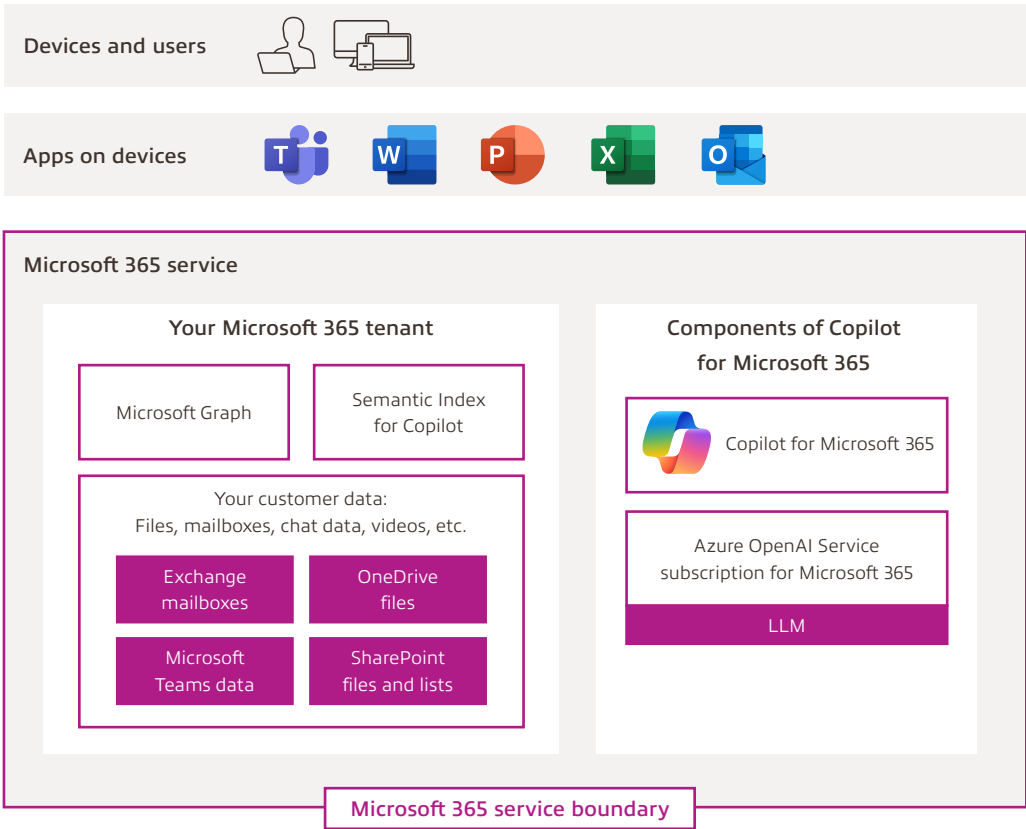 Devices and users
Apps on devices
T
W
P
X
O
Microsoft 365 service
Your Microsoft 365 tenant
Microsoft Graph
Semantic Index
for Copilot
Your customer data:
Files, mailboxes, chat data, videos, etc.
Exchange
mailboxes
OneDrive
files
Microsoft
Teams data
SharePoint
files and lists
Components of Copilot
for Microsoft 365
Copilot for Microsoft 365
Azure OpenAI Service
subscription for Microsoft 365
LLM
Microsoft 365 service boundary